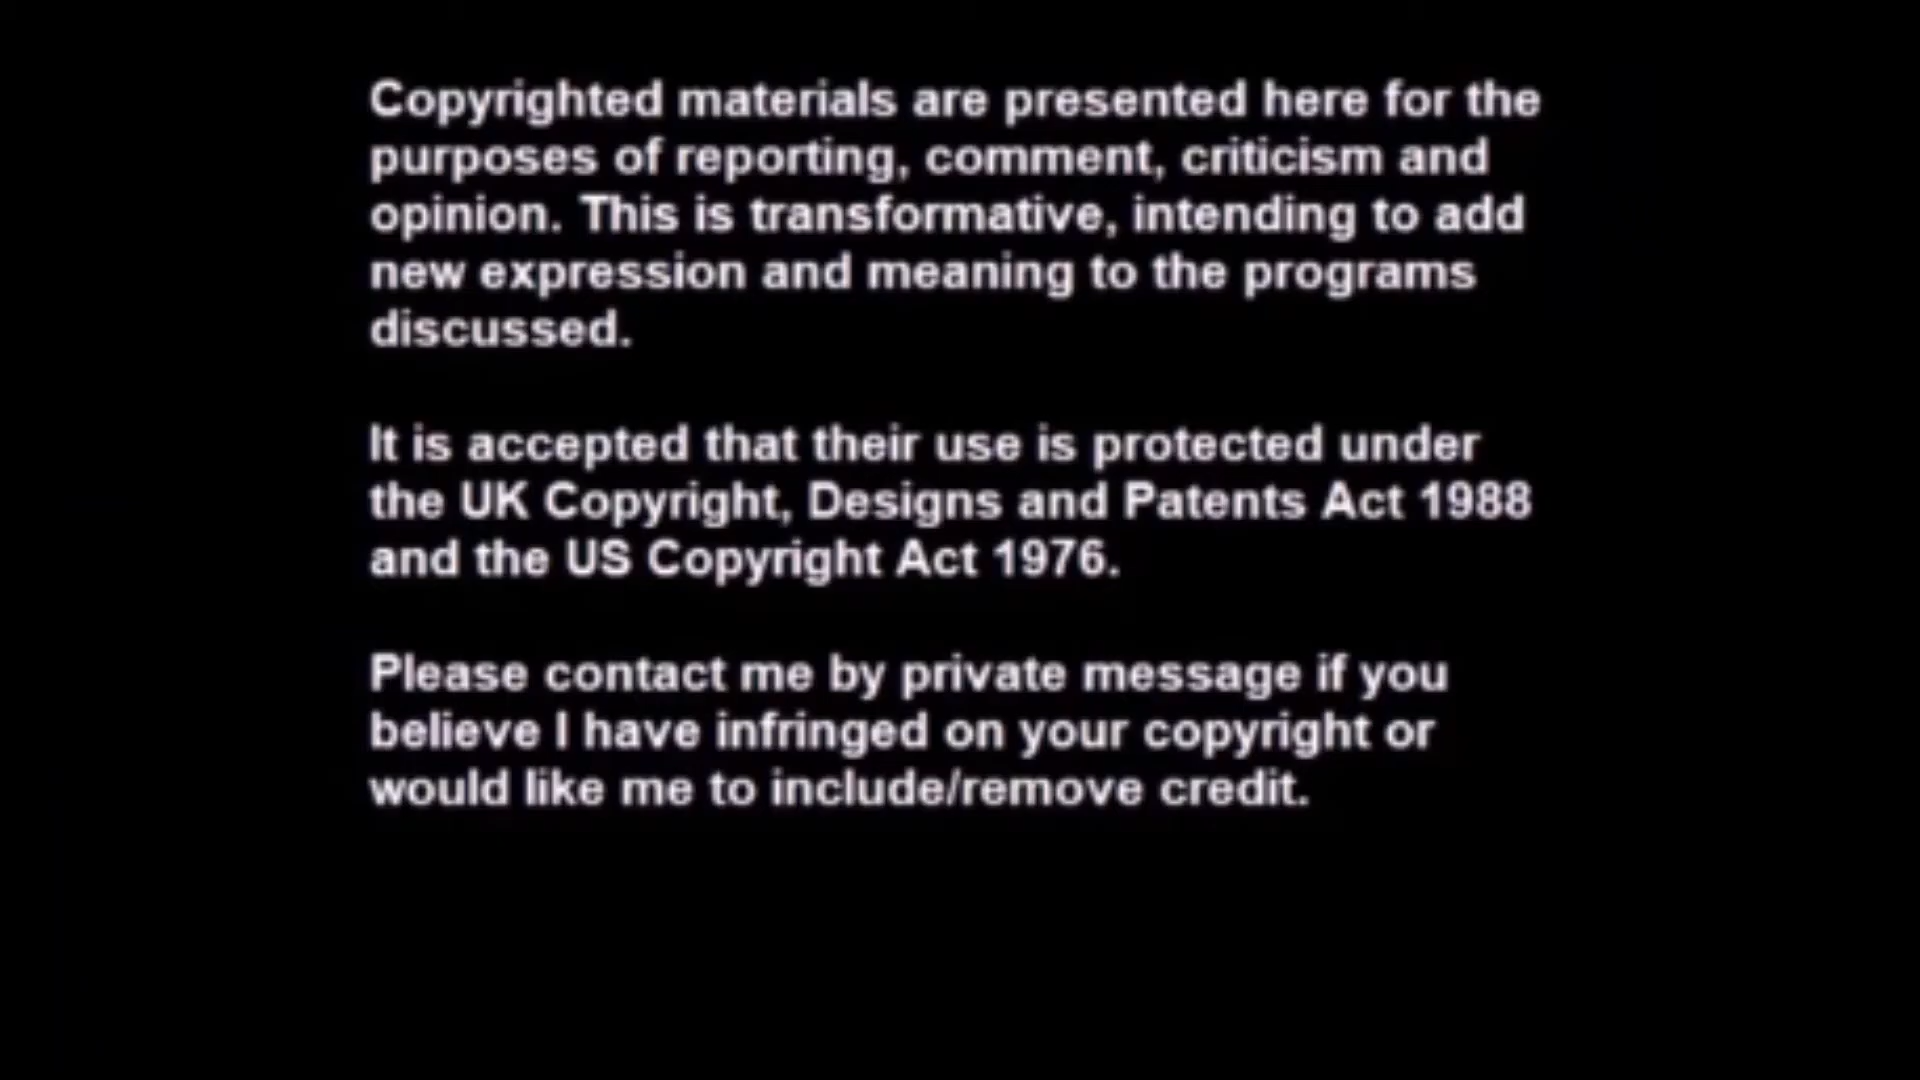 Copyrighted materials are presented here for the
purposes of reporting, comment, criticism and
opinion. This is transformative, intending to add
new expression and meaning to the programs
discussed.
It is accepted that their use is protected under
the UK Copyright, Designs and Patents Act 1988
and the US Copyright Act 1976.
Please contact me by private message if you
believe I have infringed on your copyright or
would like me to include/remove credit.